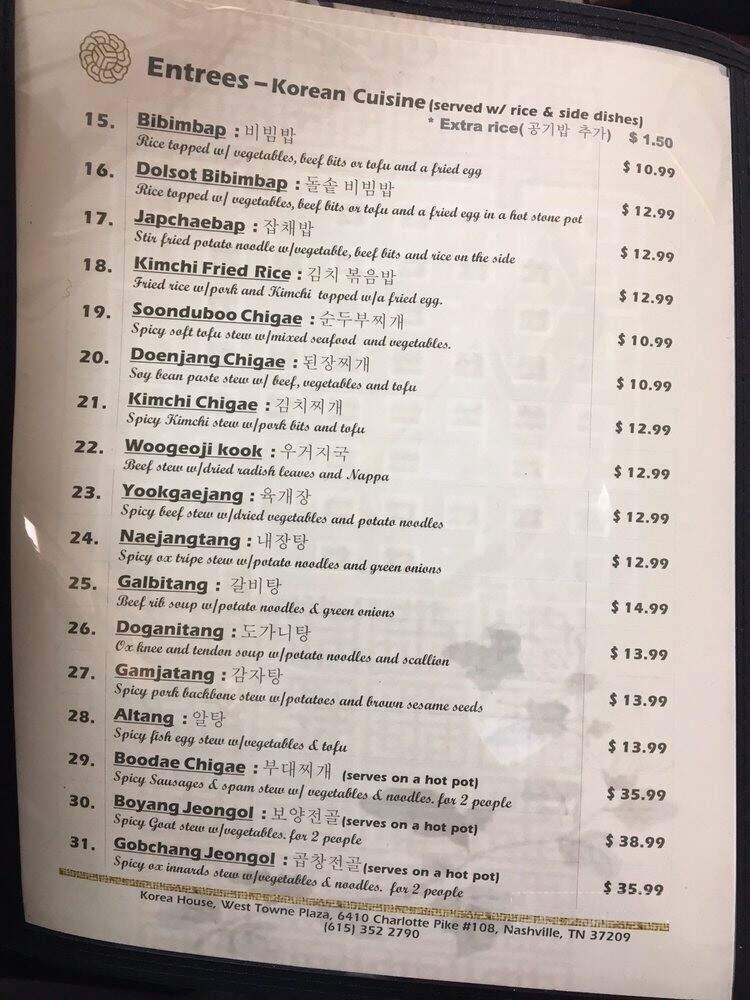 Entrees – Korean Cuisine (served w/ rice & side dishes)
* Extra rice( 공기밥 추가) $ 1.50
15. Bibimbap : 비빔밥
Rice topped w/ vegetables, beef bits or tofu and a fried egg $ 10.99
16. Dolsot Bibimbap : 돌솥 비빔밥
Rice topped w/ vegetables, beef bits or tofu and a fried egg in a hot stone pot $ 12.99
17. Japchaebap : 잡채밥
Stir fried potato noodle w/vegetable, beef bits and rice on the side $ 12.99
18. Kimchi Fried Rice : 김치 볶음밥
Fried rice w/pork and Kimchi topped w/a fried egg. $ 12.99
19. Soonduboo Chigae : 순두부찌개
Spicy soft tofu stew w/mixed seafood and vegetables. $ 10.99
20. Doenjang Chigae : 된장찌개
Soy bean paste stew w/ beef, vegetables and tofu $ 10.99
21. Kimchi Chigae : 김치찌개
Spicy Kimchi stew w/pork bits and tofu $ 12.99
22. Woogeoji kook : 우거지국
Beef stew w/dried radish leaves and Nappa $ 12.99
23. Yookgaejang : 육개장
Spicy beef stew w/dried vegetables and potato noodles $ 12.99
24. Naejangtang : 내장탕
Spicy ox tripe stew w/potato noodles and green onions $ 12.99
25. Galbitang : 갈비탕
Beef rib soup w/potato noodles & green onions $ 14.99
26. Doganitang : 도가니탕
Ox knee and tendon soup w/potato noodles and scallion $ 13.99
27. Gamjatang : 감자탕
Spicy pork backbone stew w/potatoes and brown sesame seeds $ 13.99
28. Altang : 알탕
Spicy fish egg stew w/vegetables & tofu $ 13.99
29. Boodae Chigae : 부대찌개 (serves on a hot pot)
Spicy Sausages & spam stew w/ vegetables & noodles. for 2 people $ 35.99
30. Boyang Jeongol : 보양전골 (serves on a hot pot)
Spicy Goat stew w/vegetables. for 2 people $ 38.99
31. Gobchang Jeongol : 곱창전골 (serves on a hot pot)
Spicy ox innards stew w/vegetables & noodles. for 2 people $ 35.99
Korea House, West Towne Plaza, 6410 Charlotte Pike #108, Nashville, TN 37209
(615) 352 2790